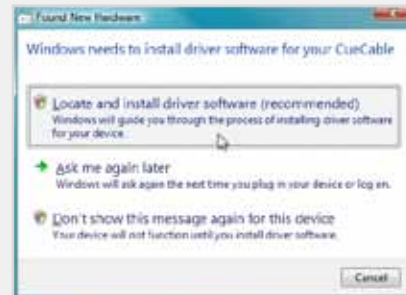 Found New Hardware
Windows needs to install driver software for your CueCable
Locate and install driver software (recommended)
Windows will guide you through the process of installing driver software
for your device.
Ask me again later
Windows will ask again the next time you plug in your device or log on.
Don't show this message again for this device
Your device will not function until you install driver software.
Cancel